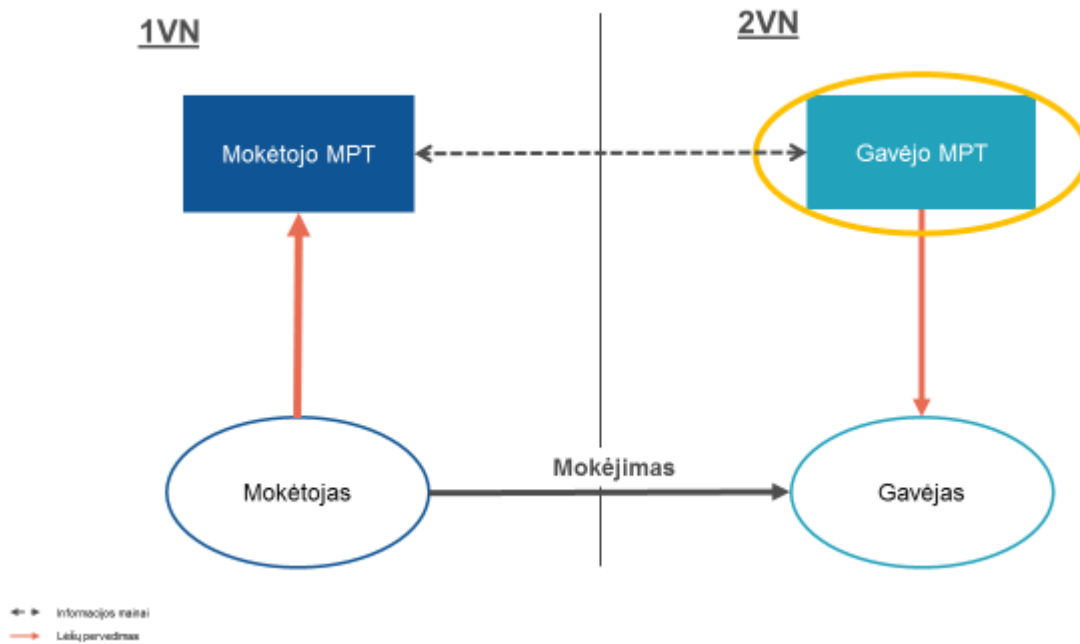 1VN
2VN
Mokėtojo MPT
Gavėjo MPT
Mokėjimas
Mokėtojas
Gavėjas
Informacijos mainai
Lėšų pervedimas